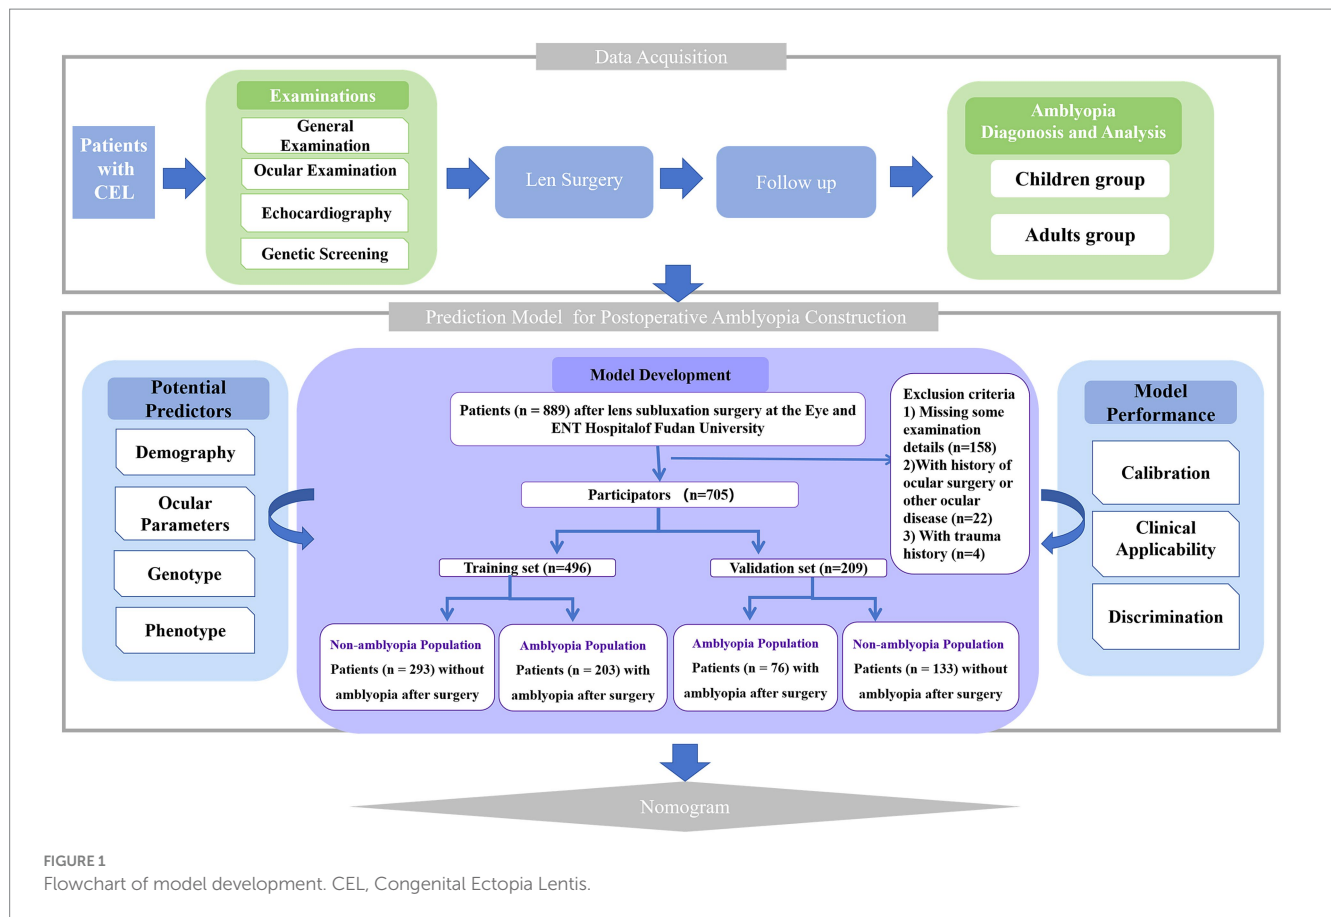 Data Acquisition
Patients
with
CEL
Examinations
General
Examination
Ocular Examination
Echocardiography
Genetic Screening
Len Surgery
Follow up
Amblyopia
Diagonosis and Analysis
Children group
Adults group
Prediction Model for Postoperative Amblyopia Construction
Potential
Predictors
Demography
Ocular
Parameters
Genotype
Phenotype
Model Development
Patients (n = 889) after lens subluxation surgery at the Eye and
ENT Hospitalof Fudan University
Exclusion criteria
1) Missing some
examination
details (n=158)
2)With history of
ocular surgery or
other ocular
disease (n=22)
3) With trauma
history (n=4)
Participators (n=705)
Training set (n=496)
Validation set (n=209)
Non-amblyopia Population
Patients (n = 293) without
amblyopia after surgery
Amblyopia Population
Patients (n = 203) with
amblyopia after surgery
Amblyopia Population
Patients (n = 76) with
amblyopia after surgery
Non-amblyopia Population
Patients (n = 133) without
amblyopia after surgery
Model
Performance
Calibration
Clinical
Applicability
Discrimination
Nomogram
FIGURE 1
Flowchart of model development. CEL, Congenital Ectopia Lentis.